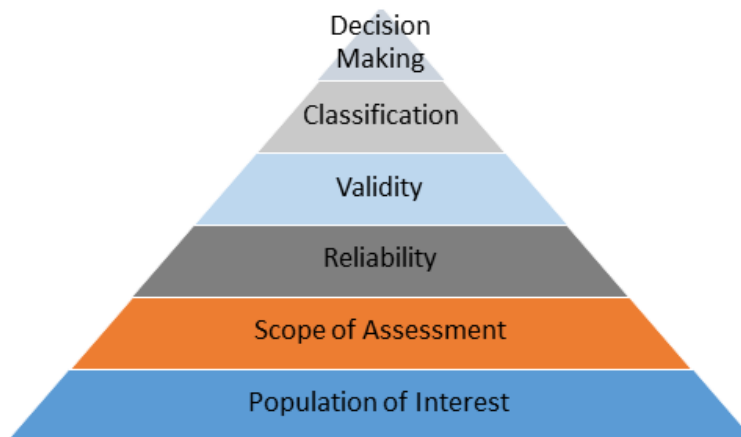 Decision
Making
Classification
Validity
Reliability
Scope of Assessment
Population of Interest